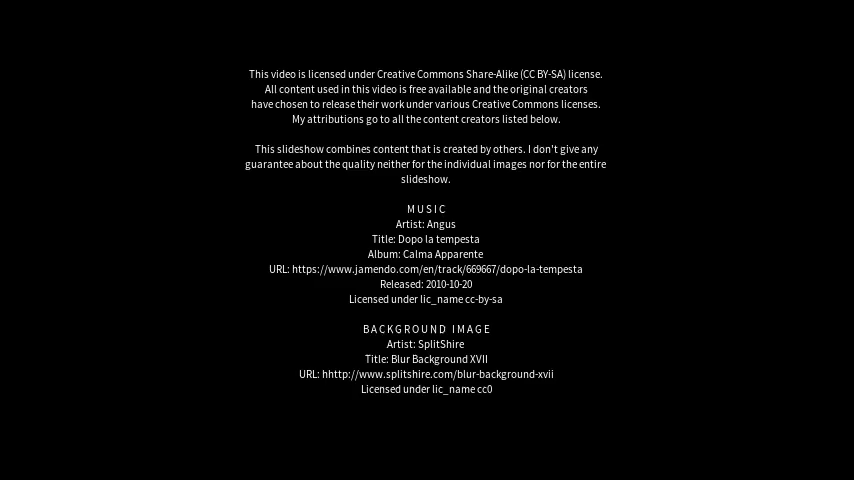 This video is licensed under Creative Commons Share-Alike (CC BY-SA) license.
All content used in this video is free available and the original creators
have chosen to release their work under various Creative Commons licenses.
My attributions go to all the content creators listed below.
This slideshow combines content that is created by others. I don't give any
guarantee about the quality neither for the individual images nor for the entire
slideshow.
MUSIC
Artist: Angus
Title: Dopo la tempesta
Album: Calma Apparente
URL: https://www.jamendo.com/en/track/669667/dopo-la-tempesta
Released: 2010-10-20
Licensed under lic_name cc-by-sa
BACKGROUND IMAGE
Artist: SplitShire
Title: Blur Background XVII
URL: hhttp://www.splitshire.com/blur-background-xvii
Licensed under lic_name cc0